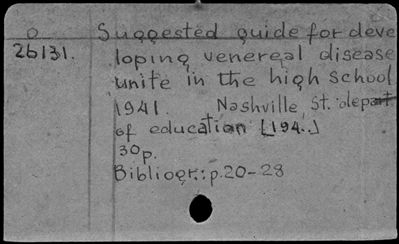 O Suggested guide for deve
26131. loping venereal disease
unite in the high school
1941. Nashville, St. depart
of education [194.]
30p.
Bibliogr.: p.20-28